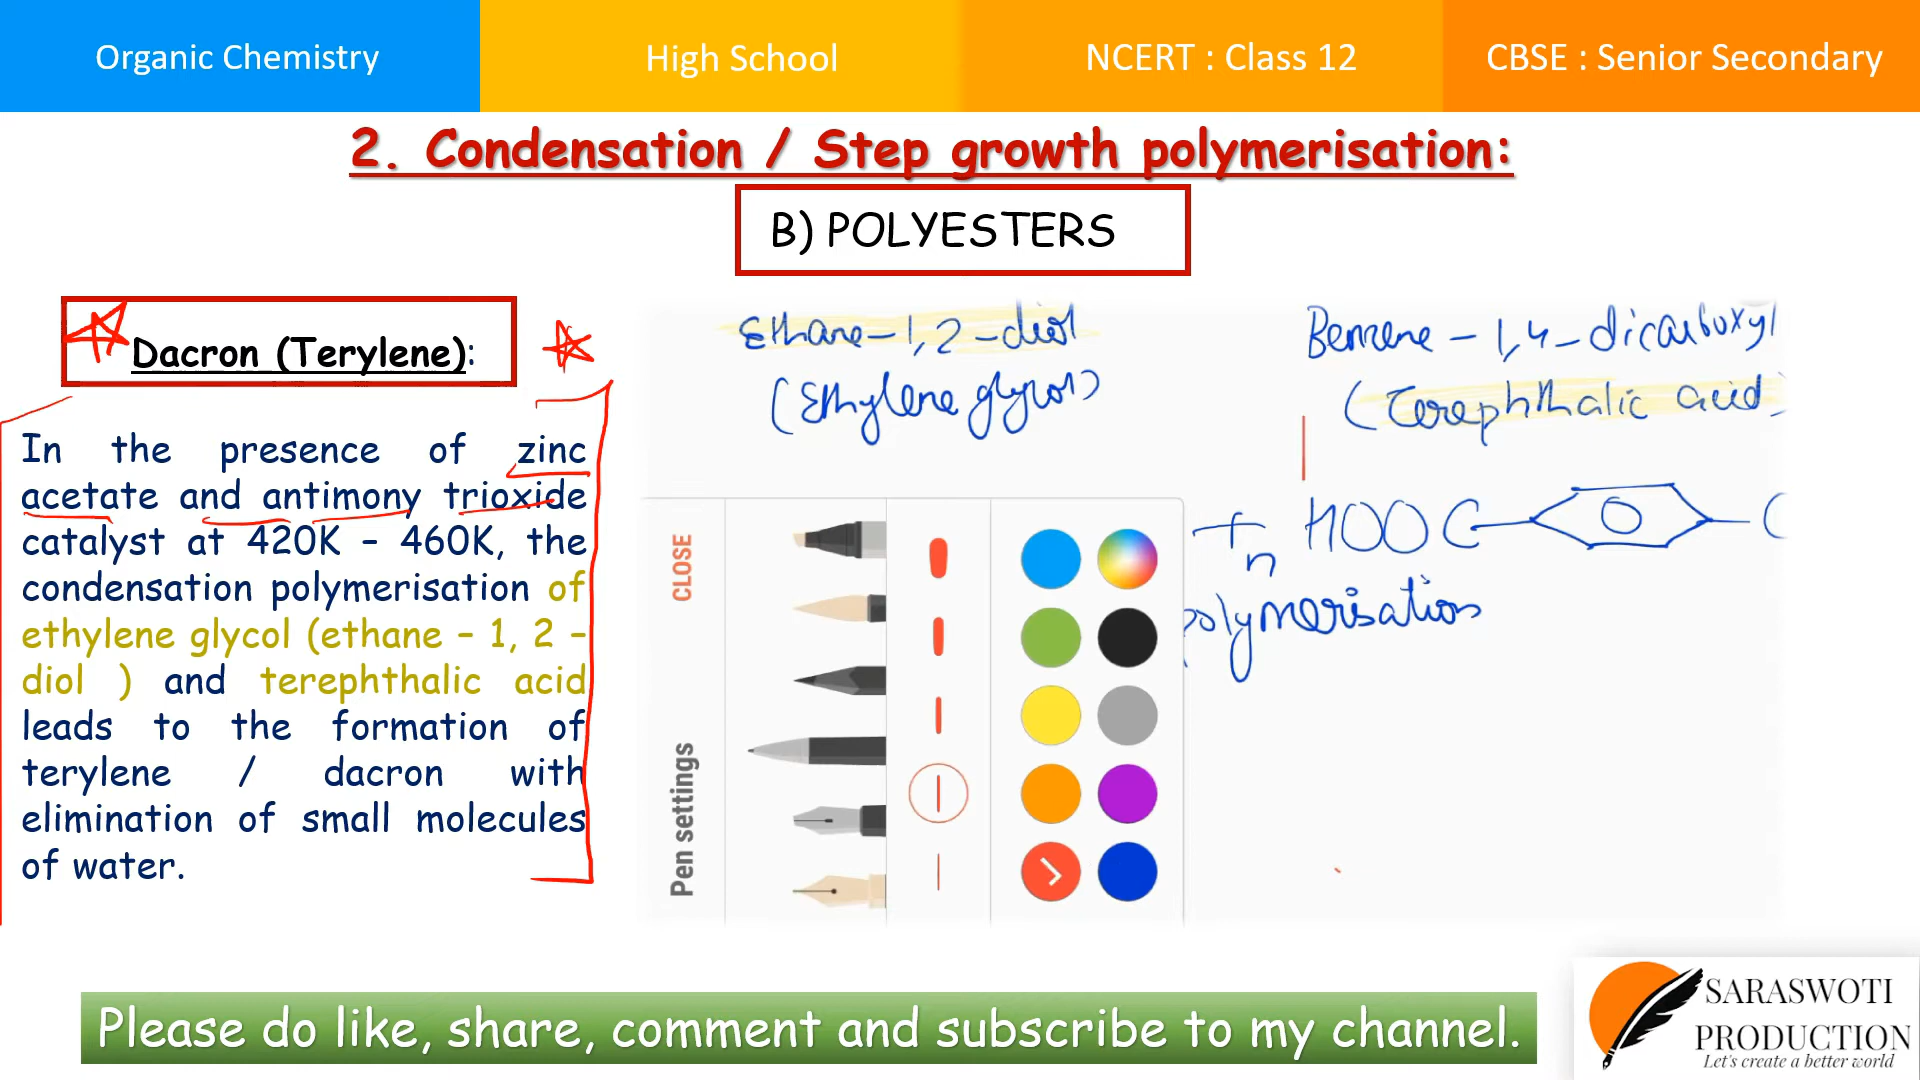 Organic Chemistry
High School
NCERT : Class 12
CBSE : Senior Secondary
2. Condensation / Step growth polymerisation:
B) POLYESTERS
Dacron (Terylene):
In the presence of zinc
acetate and antimony trioxide
catalyst at 420K – 460K, the
condensation polymerisation of
ethylene glycol (ethane – 1, 2 –
diol ) and terephthalic acid
leads to the formation of
terylene / dacron with
elimination of small molecules
of water.
Ethane-1,2-diol
(Ethylene glycol)
Benzene-1,4-dicarboxyl
(Terephthalic acid)
+ n HOOC
C
polymerisation
CLOSE
Pen settings
Please do like, share, comment and subscribe to my channel.
SARASWOTI
PRODUCTION
Let's create a better world